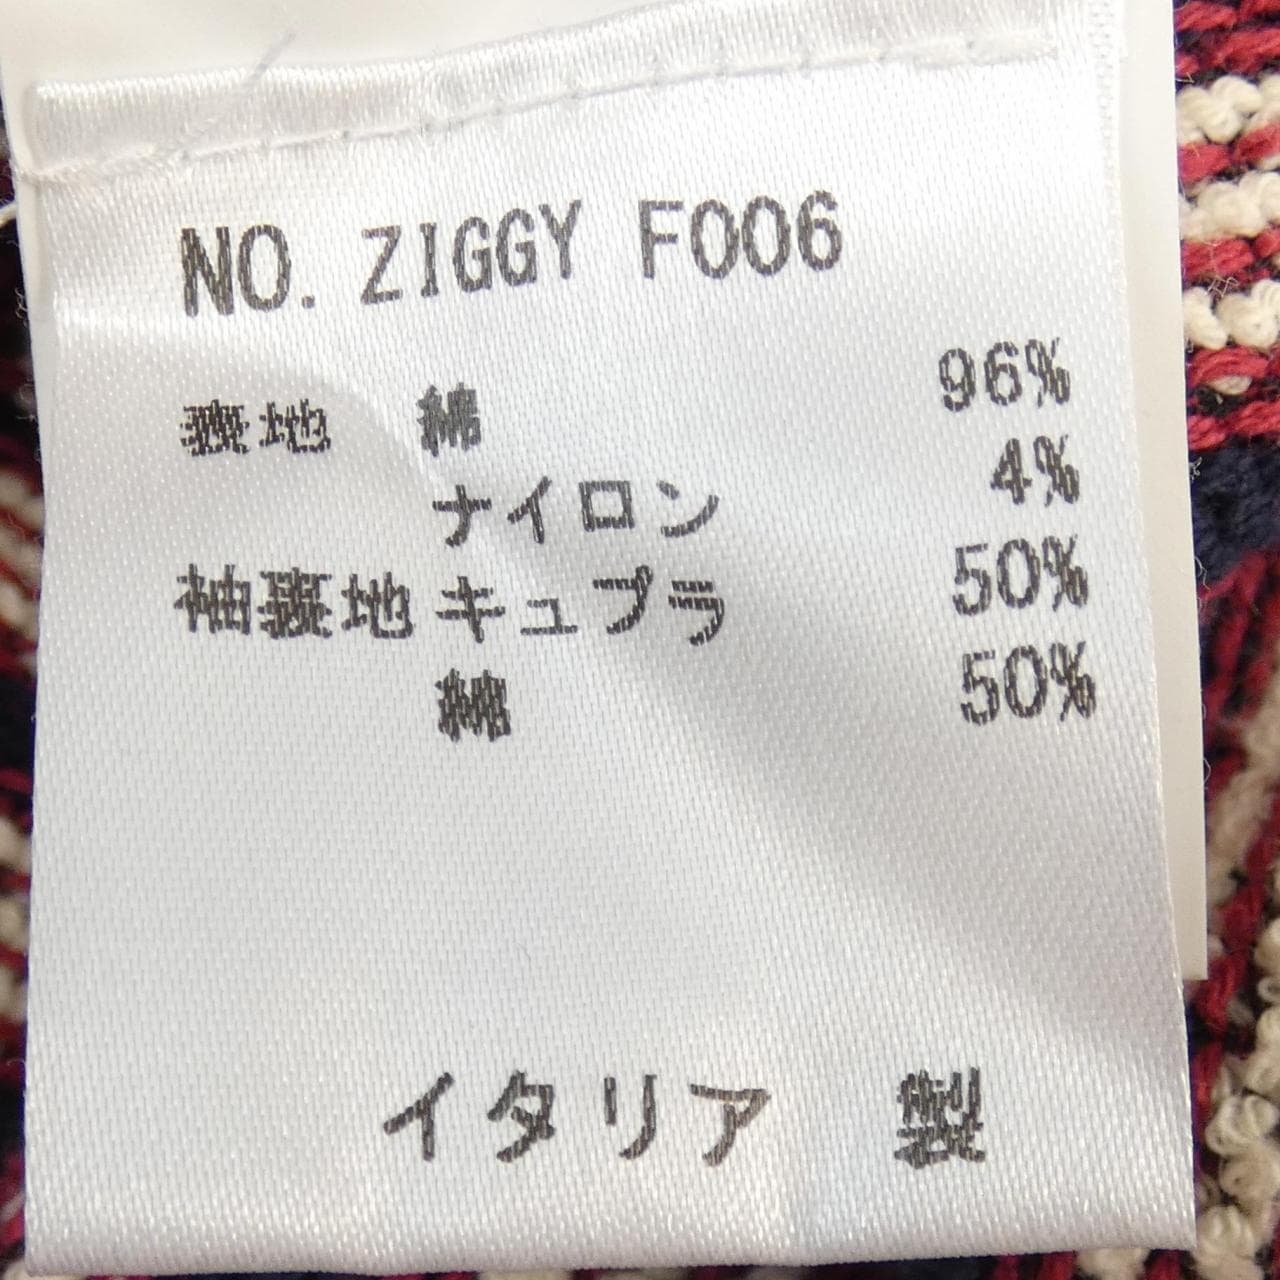 NO. ZIGGY F006
表地 綿 96%
ナイロン 4%
袖裏地 キュプラ 50%
綿 50%
イタリア 製